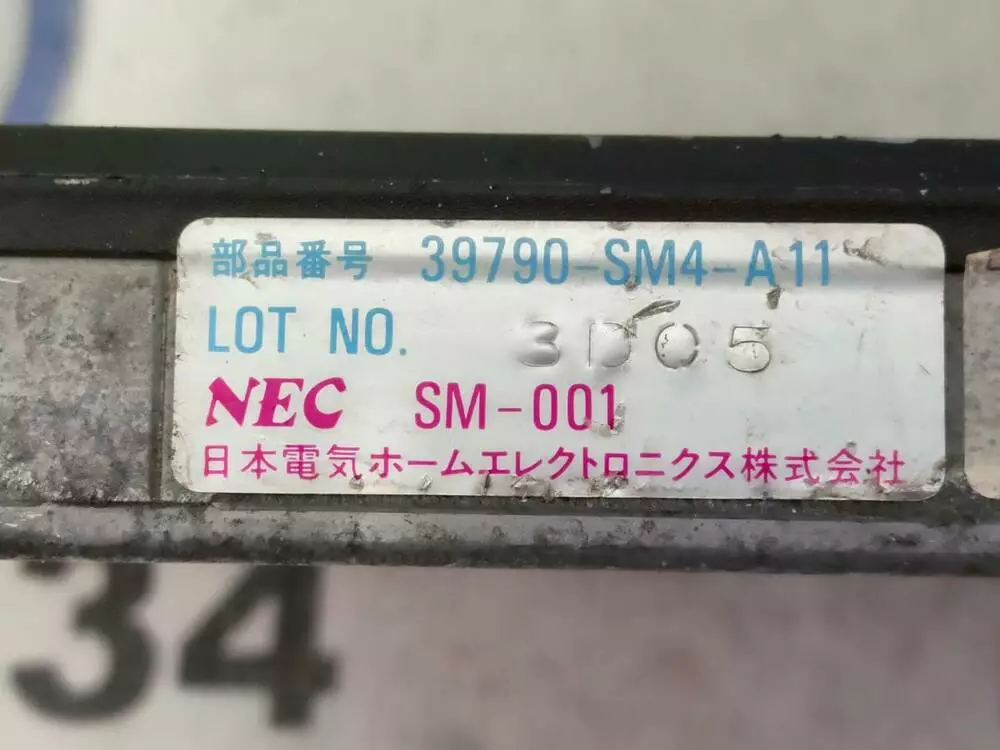 部品番号 39790-SM4-A11
LOT NO. 3D05
NEC SM-001
日本電気ホームエレクトロニクス株式会社
34